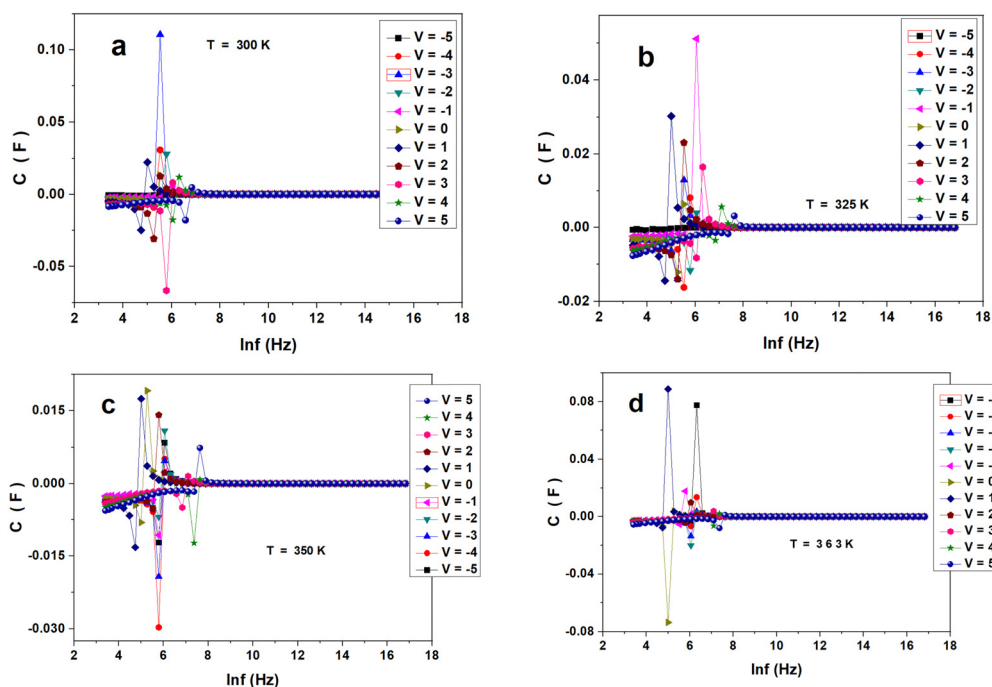 a
T = 300 K
0.10
0.05
0.00
-0.05
C ( F )
2 4 6 8 10 12 14 16 18
lnf (Hz)
V = -5
V = -4
V = -3
V = -2
V = -1
V = 0
V = 1
V = 2
V = 3
V = 4
V = 5
b
T = 325 K
0.04
0.02
0.00
-0.02
C ( F )
2 4 6 8 10 12 14 16 18
lnf (Hz)
V = -5
V = -4
V = -3
V = -2
V = -1
V = 0
V = 1
V = 2
V = 3
V = 4
V = 5
c
T = 350 K
0.015
0.000
-0.015
-0.030
C ( F )
2 4 6 8 10 12 14 16 18
lnf (Hz)
V = 5
V = 4
V = 3
V = 2
V = 1
V = 0
V = -1
V = -2
V = -3
V = -4
V = -5
d
T = 3 6 3 K
0.08
0.04
0.00
-0.04
-0.08
C ( F )
2 4 6 8 10 12 14 16 18
lnf (Hz)
V = -
V = -
V = -
V = -
V = -
V = 0
V = 1
V = 2
V = 3
V = 4
V = 5